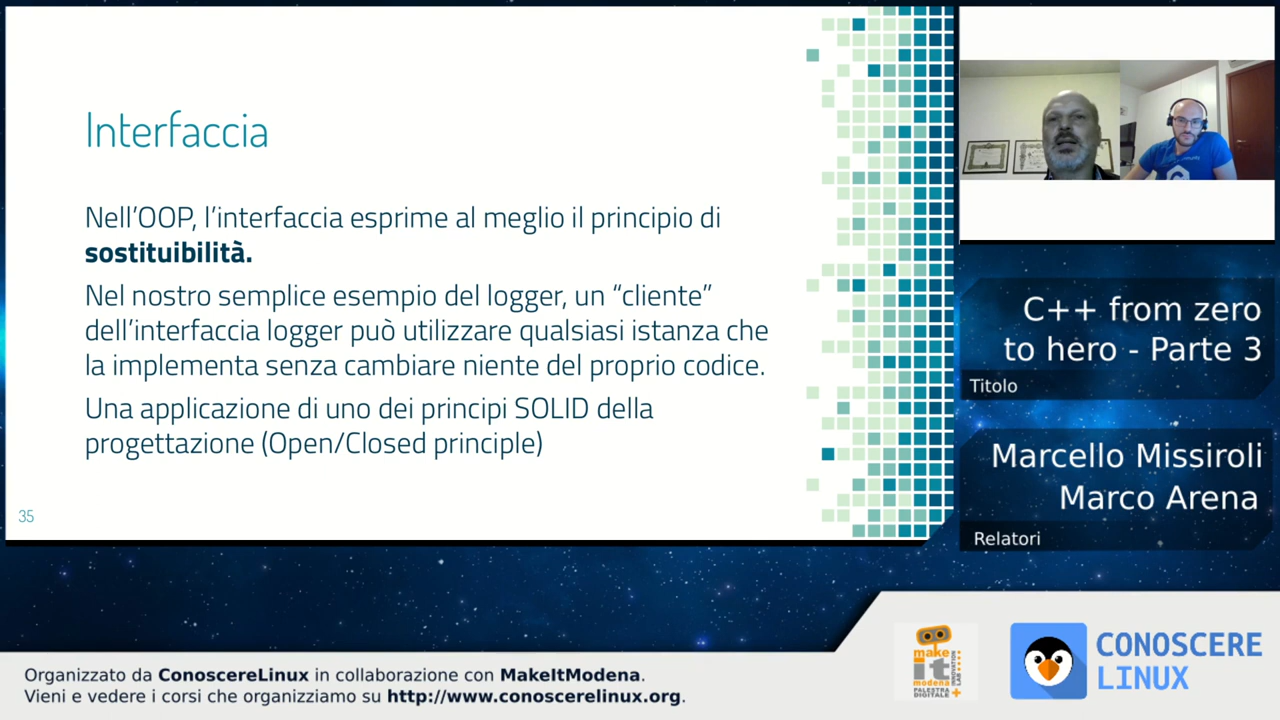 Interfaccia
Nell’OOP, l’interfaccia esprime al meglio il principio di
sostituibilità.
Nel nostro semplice esempio del logger, un “cliente”
dell’interfaccia logger può utilizzare qualsiasi istanza che
la implementa senza cambiare niente del proprio codice.
Una applicazione di uno dei principi SOLID della
progettazione (Open/Closed principle)
35
C++ from zero
to hero - Parte 3
Titolo
Marcello Missiroli
Marco Arena
Relatori
make
it
modena
PALESTRA
DIGITALE
INNOVATION
LAB
CONOSCERE
LINUX
Organizzato da ConoscereLinux in collaborazione con MakeItModena.
Vieni e vedere i corsi che organizziamo su http://www.conoscerelinux.org.